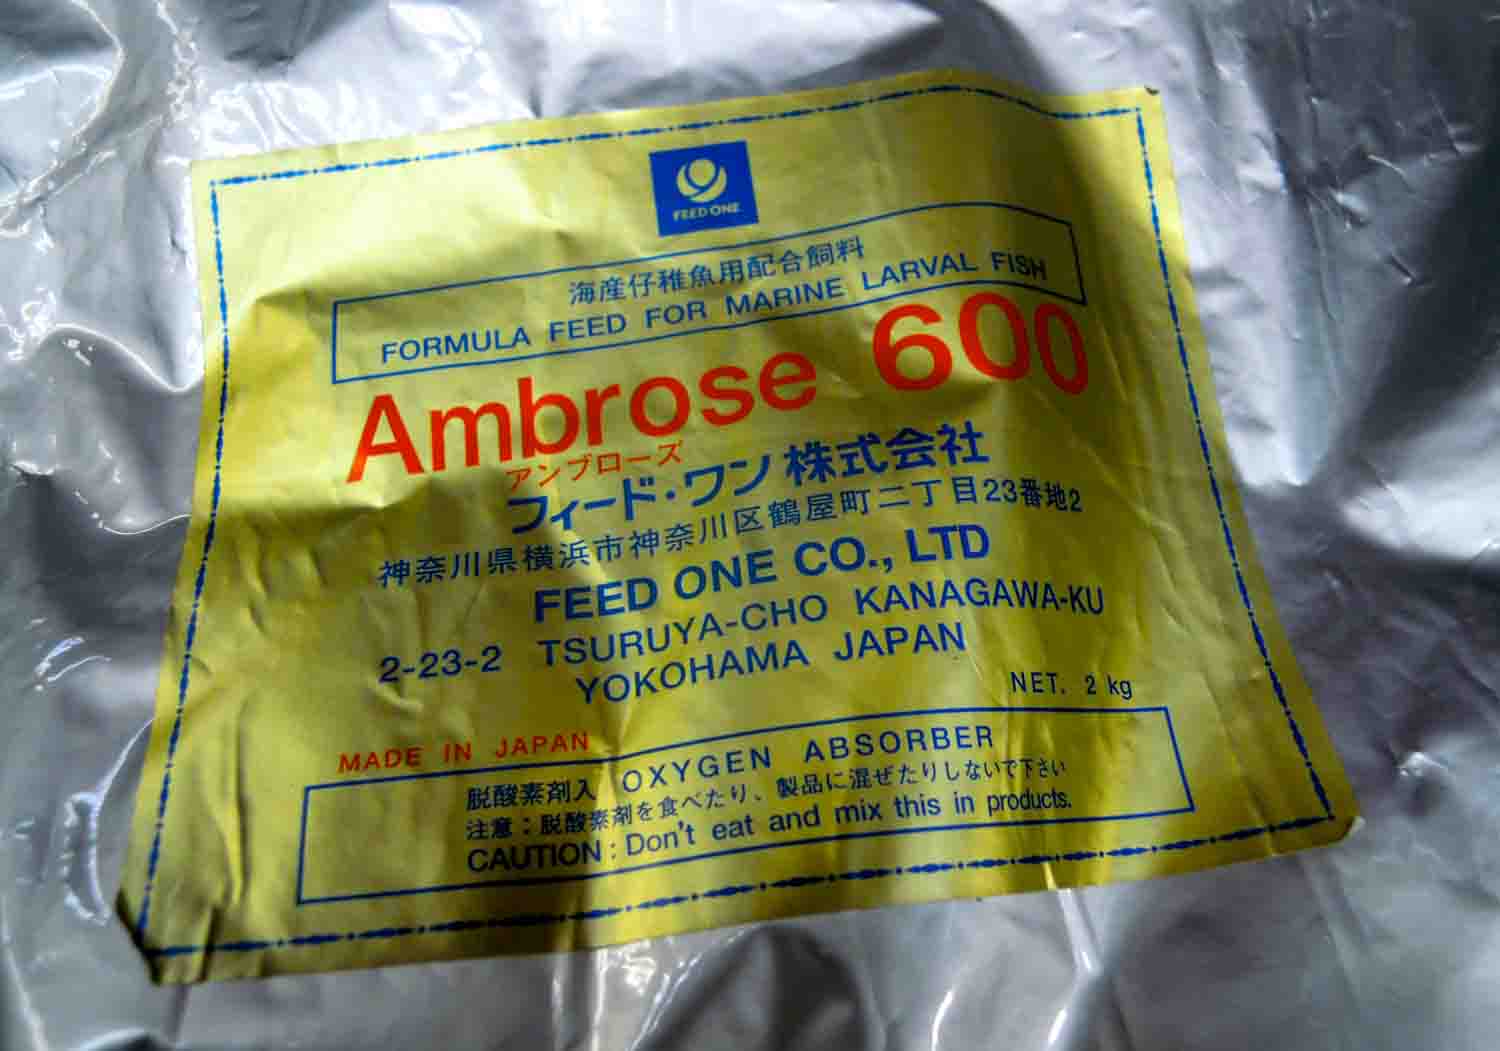 FEED ONE
海産仔稚魚用配合飼料
FORMULA FEED FOR MARINE LARVAL FISH
Ambrose 600
アンブローズ
フィード・ワン 株式会社
神奈川県横浜市神奈川区鶴屋町二丁目23番地2
FEED ONE CO., LTD
2-23-2 TSURUYA-CHO KANAGAWA-KU
YOKOHAMA JAPAN
NET. 2 kg
MADE IN JAPAN
脱酸素剤入 OXYGEN ABSORBER
注意：脱酸素剤を食べたり、製品に混ぜたりしないで下さい
CAUTION : Don't eat and mix this in products.